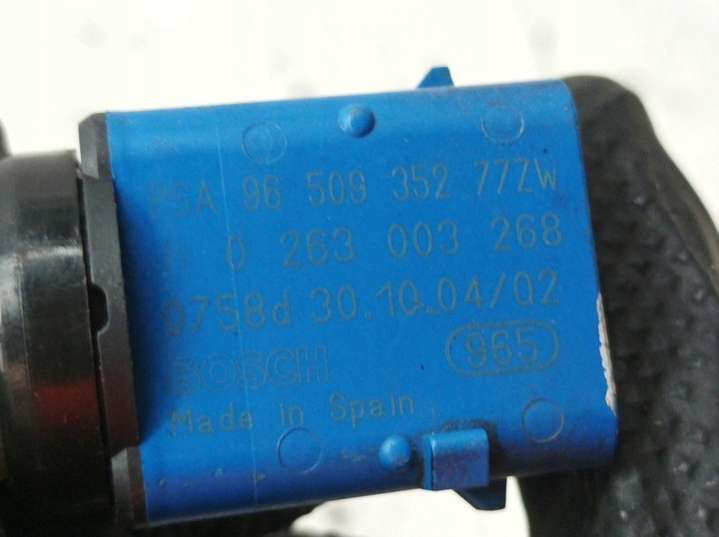 PSA 96 509 352 77ZW
0 263 003 268
0758d 30.10.04/02
BOSCH
965
Made in Spain